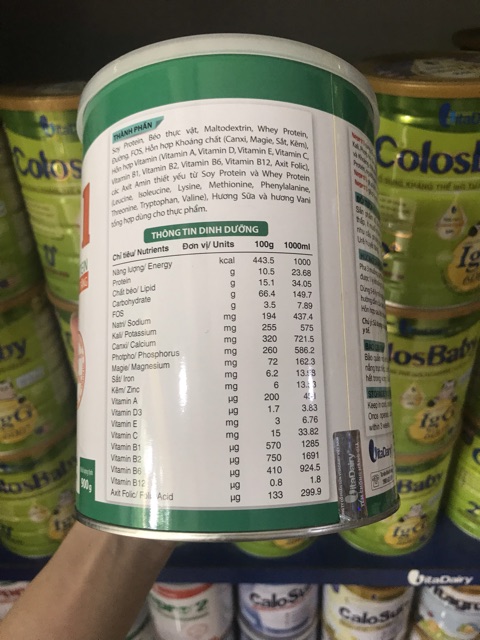 THÀNH PHẦN
Soy Protein, Béo thực vật, Maltodextrin, Whey Protein,
Đường, FOS, Hỗn hợp Khoáng chất (Canxi, Magie, Sắt, Kẽm),
Hỗn hợp Vitamin (Vitamin A, Vitamin D, Vitamin E, Vitamin C,
Vitamin B1, Vitamin B2, Vitamin B6, Vitamin B12, Axit Folic),
các Axit Amin thiết yếu từ Soy Protein và Whey Protein
(Leucine, Isoleucine, Lysine, Methionine, Phenylalanine,
Threonine, Tryptophan, Valine), Hương Sữa và hương Vani
tổng hợp dùng cho thực phẩm.
THÔNG TIN DINH DƯỠNG
Chỉ tiêu/ Nutrients Đơn vị/ Units 100g 1000ml
Năng lượng/ Energy kcal 443.5 1000
Protein g 10.5 23.68
Chất béo/ Lipid g 15.1 34.05
Carbohydrate g 66.4 149.7
FOS g 3.5 7.89
Natri/ Sodium mg 194 437.4
Kali/ Potassium mg 255 575
Canxi/ Calcium mg 320 721.5
Photpho/ Phosphorus mg 260 586.2
Magie/ Magnesium mg 72 162.3
Sắt/ Iron mg 6.2
Kẽm/ Zinc mg 6
Vitamin A µg 200
Vitamin D3 µg 1.7 3.83
Vitamin E mg 3 6.76
Vitamin C mg 15 33.82
Vitamin B1 µg 570 1285
Vitamin B2 µg 750 1691
Vitamin B6 µg 410 924.5
Vitamin B12 µg 0.8 1.8
Axit Folic/ Folic Acid µg 133 299.9
900g
VitaDairy
VitaDairy
Colos
ColosB
losBaby
IgG
VitaDairy
CaloSure
CaloSure